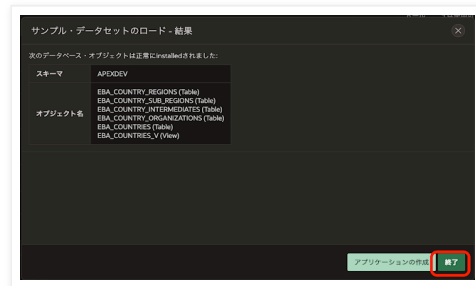 サンプル・データセットのロード - 結果
次のデータベース・オブジェクトは正常にinstalledされました:
スキーマ APEXDEV
オブジェクト名
EBA_COUNTRY_REGIONS (Table)
EBA_COUNTRY_SUB_REGIONS (Table)
EBA_COUNTRY_INTERMEDIATES (Table)
EBA_COUNTRY_ORGANIZATIONS (Table)
EBA_COUNTRIES (Table)
EBA_COUNTRIES_V (View)
アプリケーションの作成 終了